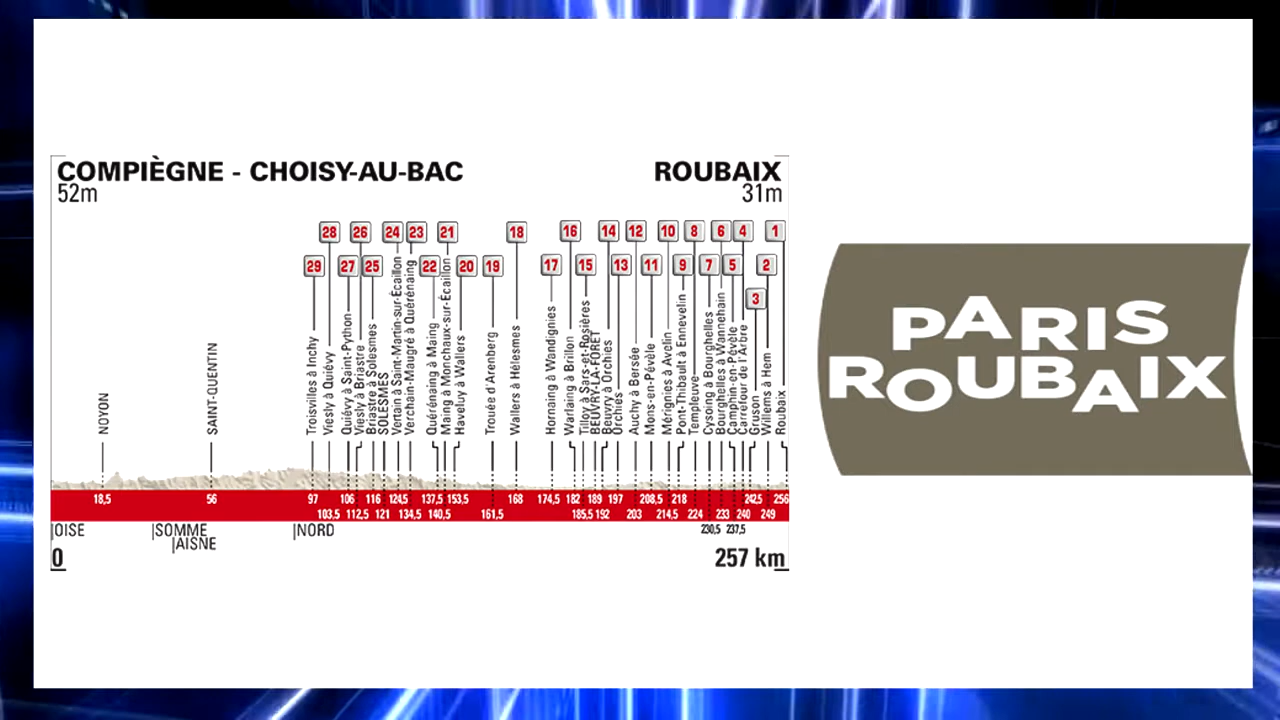 COMPIÈGNE - CHOISY-AU-BAC
52m
ROUBAIX
31m
28 26 24 23 21 18 16 14 12 10 8 6 4 1
29 27 25 22 20 19 17 15 13 11 9 7 5 2
3
NOYON
SAINT-QUENTIN
Troisvilles à Inchy
Viesly à Quiévy
Quiévy à Saint-Python
Viesly à Briastre
Briastre à Solesmes
SOLESMES
Vertain à Saint-Martin-sur-Écaillon
Verchain-Maugré à Quérénaing
Quérénaing à Maing
Maing à Monchaux-sur-Écaillon
Haveluy à Wallers
Trouée d'Arenberg
Wallers à Hélesmes
Hornaing à Wandignies
Warlaing à Brillon
Tilloy à Sars-et-Rosières
BEUVRY-LA-FORÊT
Beuvry à Orchies
Orchies
Auchy à Bersée
Mons-en-Pévèle
Mérignies à Avelin
Pont-Thibault à Ennevelin
Templeuve
Cysoing à Bourghelles
Bourghelles à Wannehain
Camphin-en-Pévèle
Carrefour de l'Arbre
Gruson
Willems à Hem
Roubaix
18,5 56 97 106 116 124,5 137,5 153,5 168 174,5 182 189 197 208,5 218 242,5 256
103,5 112,5 121 134,5 140,5 161,5 185,5 192 203 214,5 224 233 240 249
230,5 237,5
OISE
SOMME
AISNE
NORD
0
257 km
PARIS
ROUBAIX